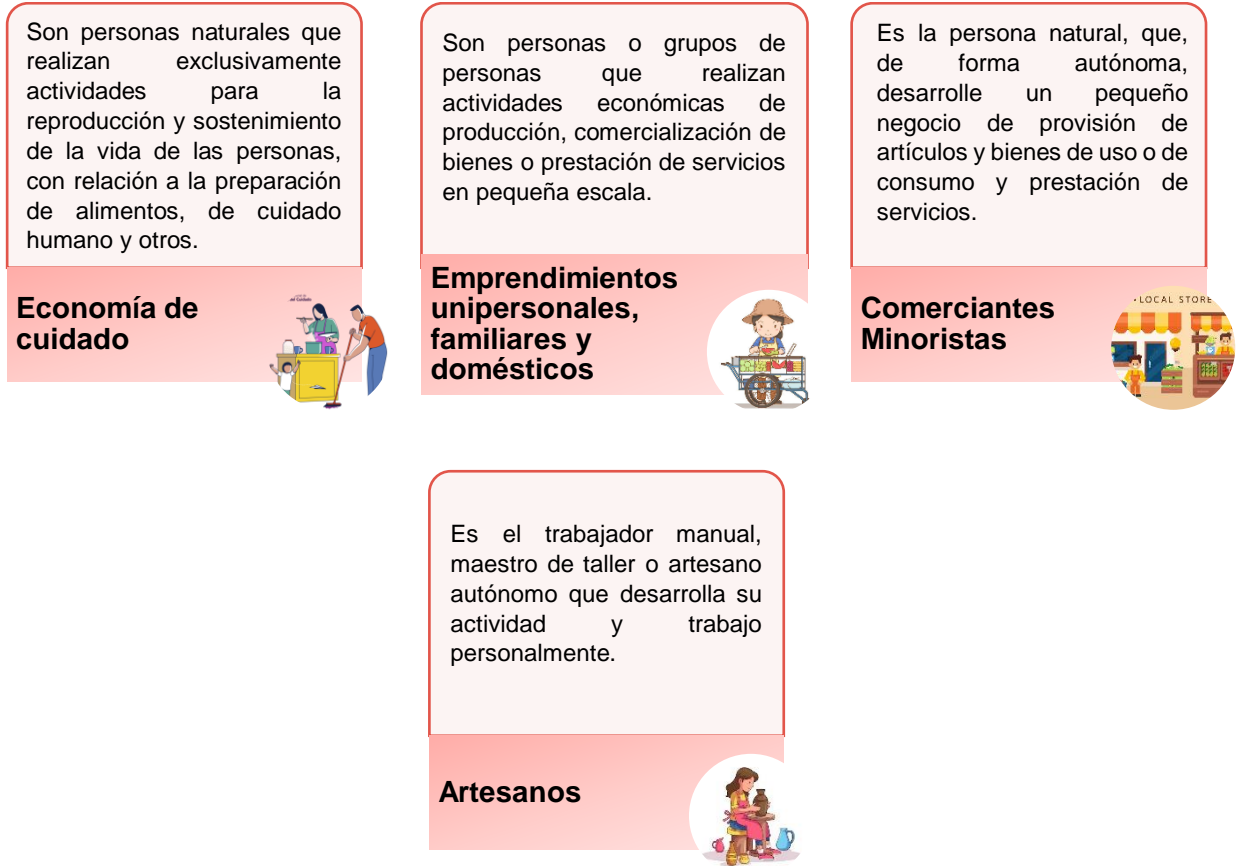 Son personas naturales que
realizan exclusivamente
actividades para la
reproducción y sostenimiento
de la vida de las personas,
con relación a la preparación
de alimentos, de cuidado
humano y otros.
Economía de
cuidado
Son personas o grupos de
personas que realizan
actividades económicas de
producción, comercialización de
bienes o prestación de servicios
en pequeña escala.
Emprendimientos
unipersonales,
familiares y
domésticos
Es la persona natural, que,
de forma autónoma,
desarrolle un pequeño
negocio de provisión de
artículos y bienes de uso o de
consumo y prestación de
servicios.
Comerciantes
Minoristas
LOCAL STORE
Es el trabajador manual,
maestro de taller o artesano
autónomo que desarrolla su
actividad y trabajo
personalmente.
Artesanos